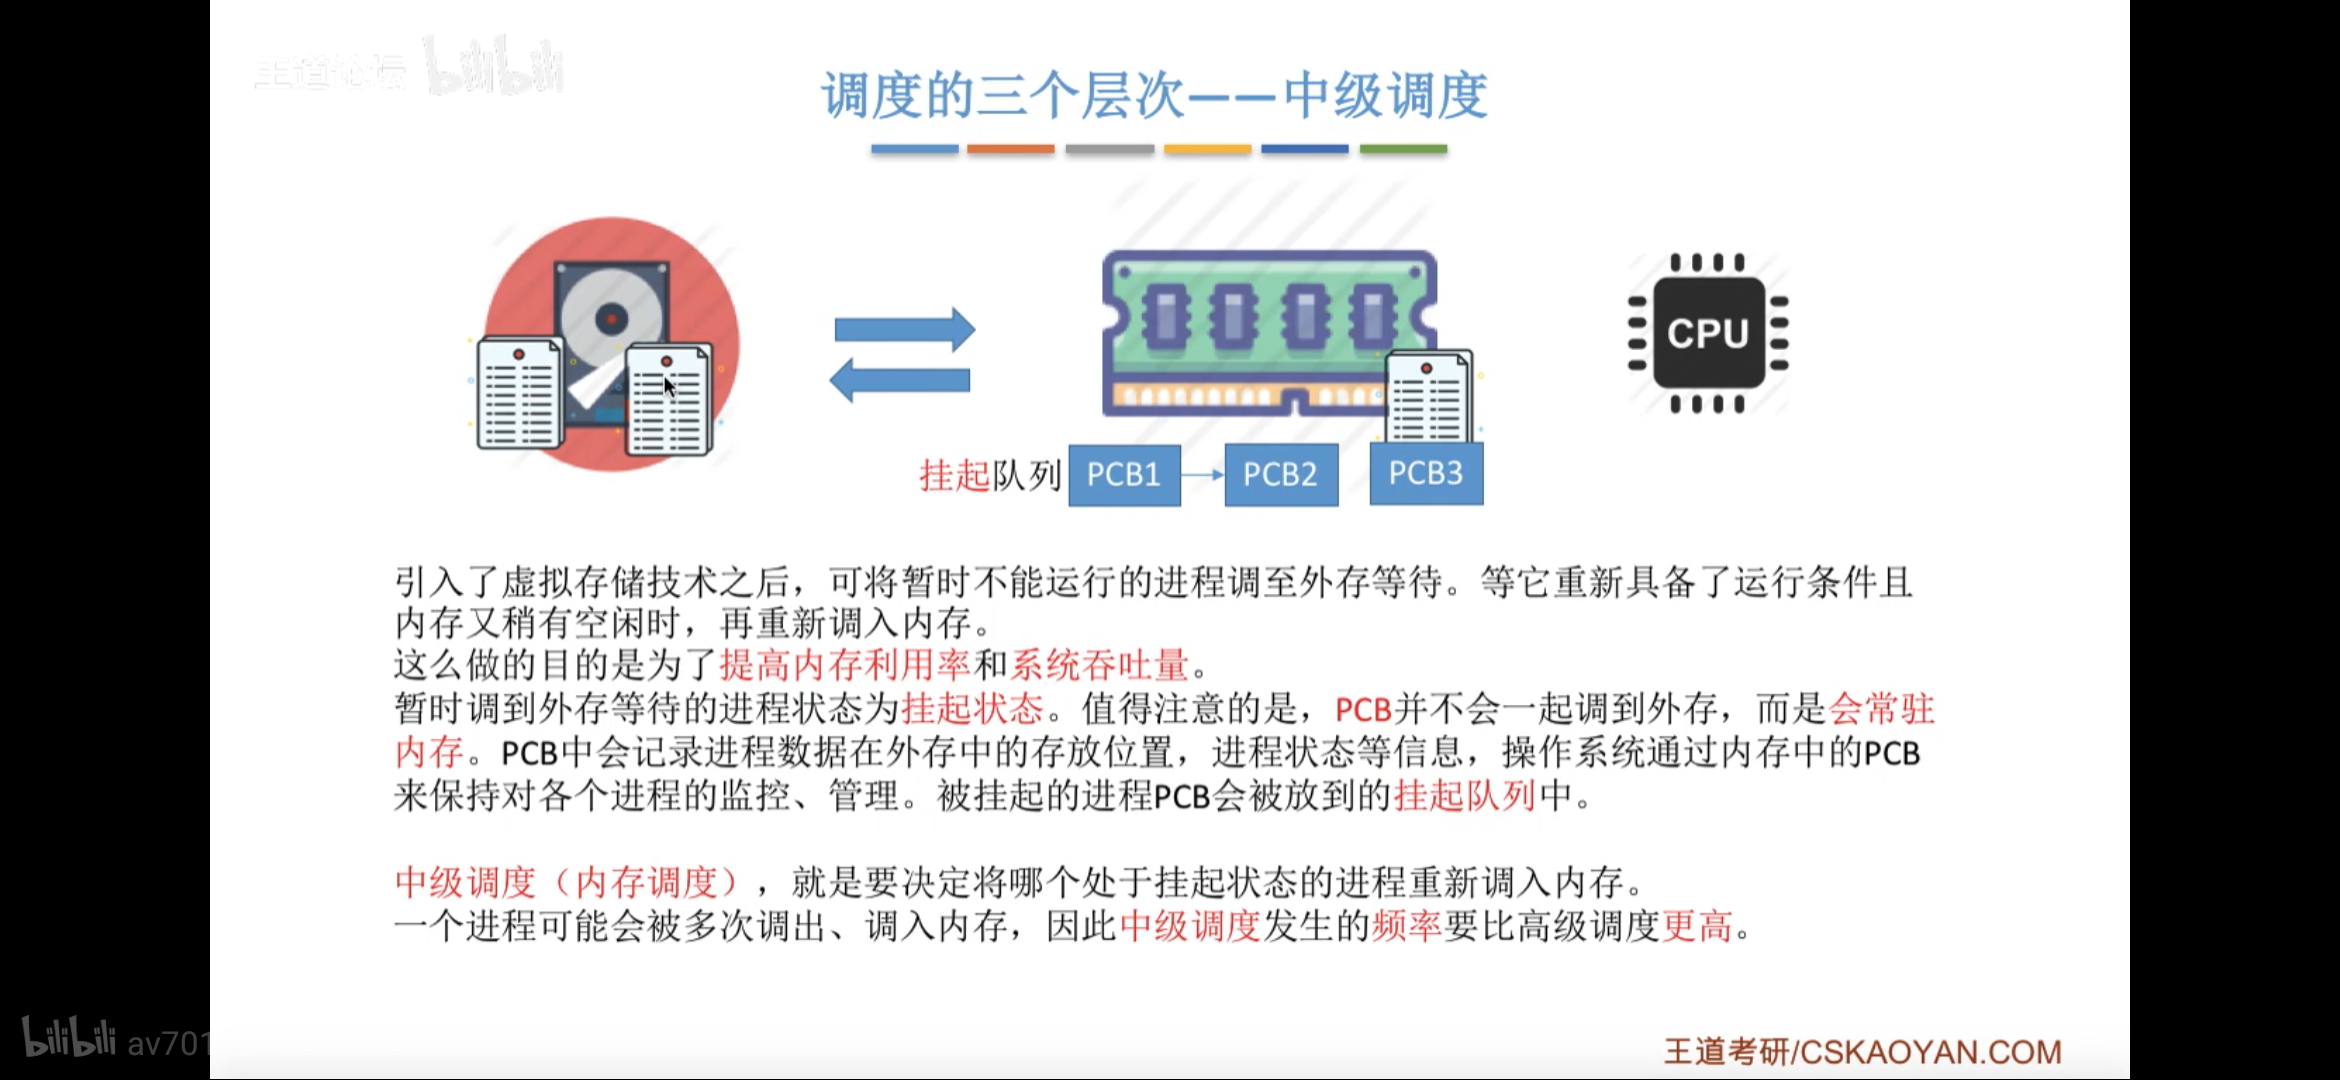 王道论坛 bilibili
调度的三个层次——中级调度
CPU
挂起队列 PCB1 PCB2 PCB3
引入了虚拟存储技术之后，可将暂时不能运行的进程调至外存等待。等它重新具备了运行条件且
内存又稍有空闲时，再重新调入内存。
这么做的目的是为了提高内存利用率和系统吞吐量。
暂时调到外存等待的进程状态为挂起状态。值得注意的是，PCB并不会一起调到外存，而是会常驻
内存。PCB中会记录进程数据在外存中的存放位置，进程状态等信息，操作系统通过内存中的PCB
来保持对各个进程的监控、管理。被挂起的进程PCB会被放到的挂起队列中。
中级调度（内存调度），就是要决定将哪个处于挂起状态的进程重新调入内存。
一个进程可能会被多次调出、调入内存，因此中级调度发生的频率要比高级调度更高。
bilibili av701
王道考研/CSKAOYAN.COM